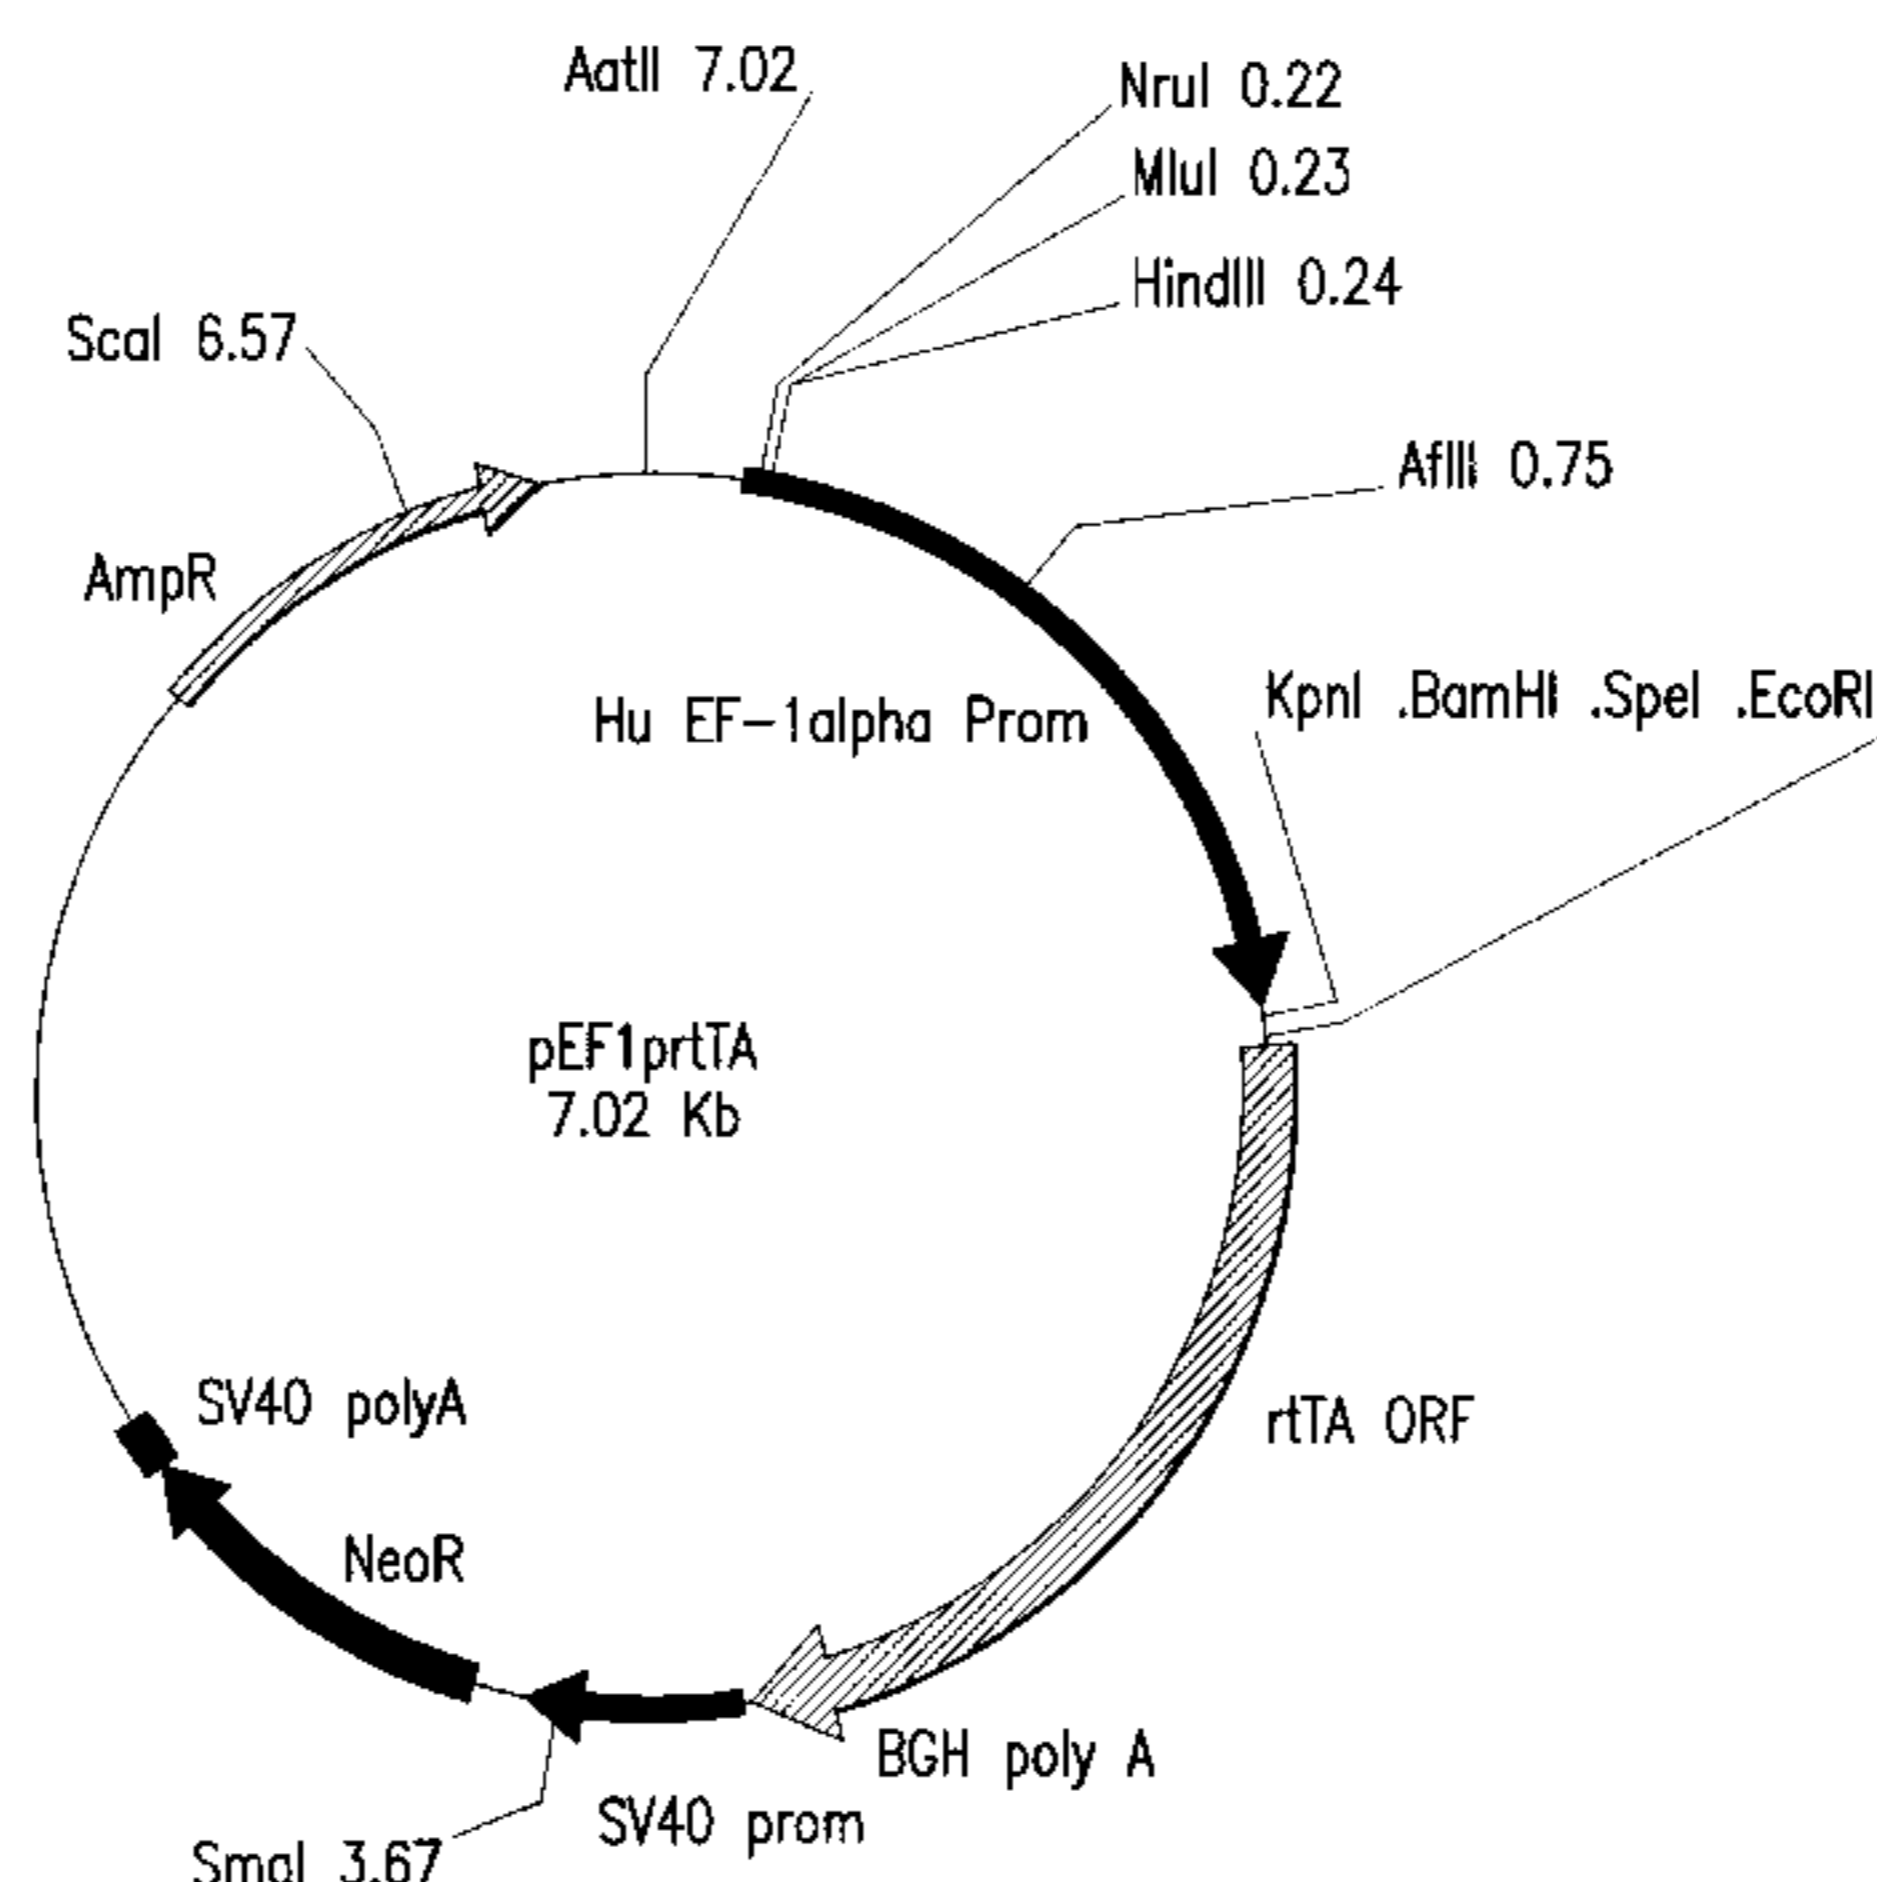 AatII 7.02
NruI 0.22
MluI 0.23
HindIII 0.24
ScaI 6.57
AflII 0.75
AmpR
KpnI .BamHI .SpeI .EcoRI
Hu EF-1alpha Prom
pEF1prtTA
7.02 Kb
SV40 polyA
rtTA ORF
NeoR
BGH poly A
SV40 prom
SmaI 3.67